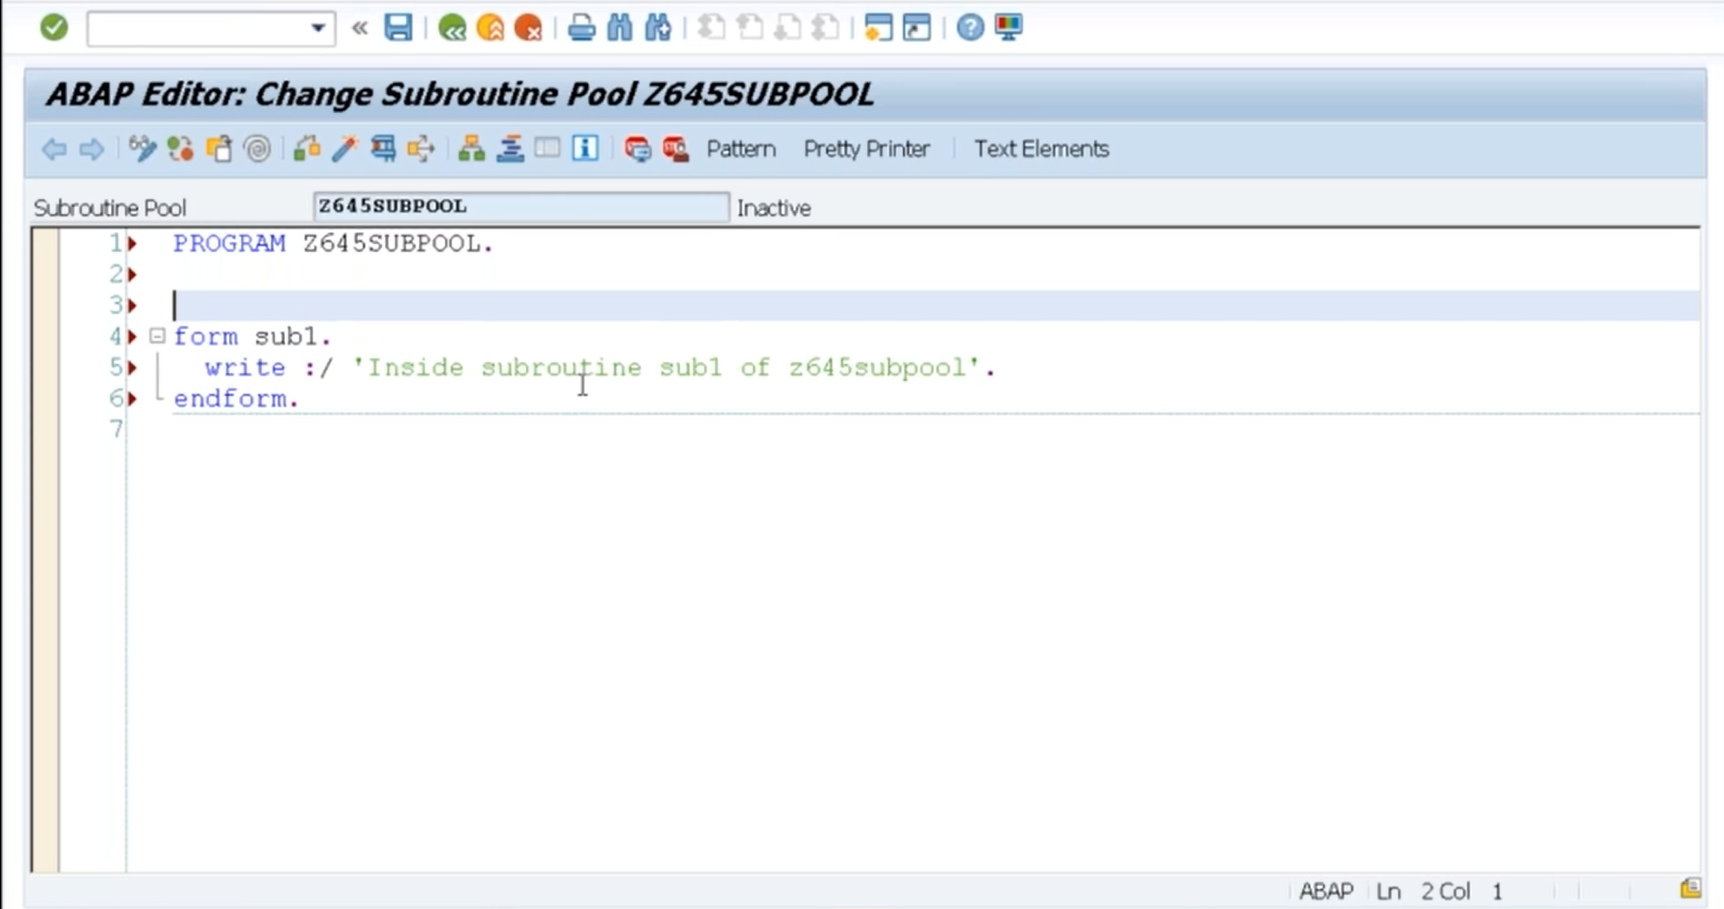 ABAP Editor: Change Subroutine Pool Z645SUBPOOL
Pattern Pretty Printer Text Elements
Subroutine Pool Z645SUBPOOL Inactive
1 PROGRAM Z645SUBPOOL.
2
3
4 form sub1.
5 write :/ 'Inside subroutine sub1 of z645subpool'.
6 endform.
7
ABAP Ln 2 Col 1